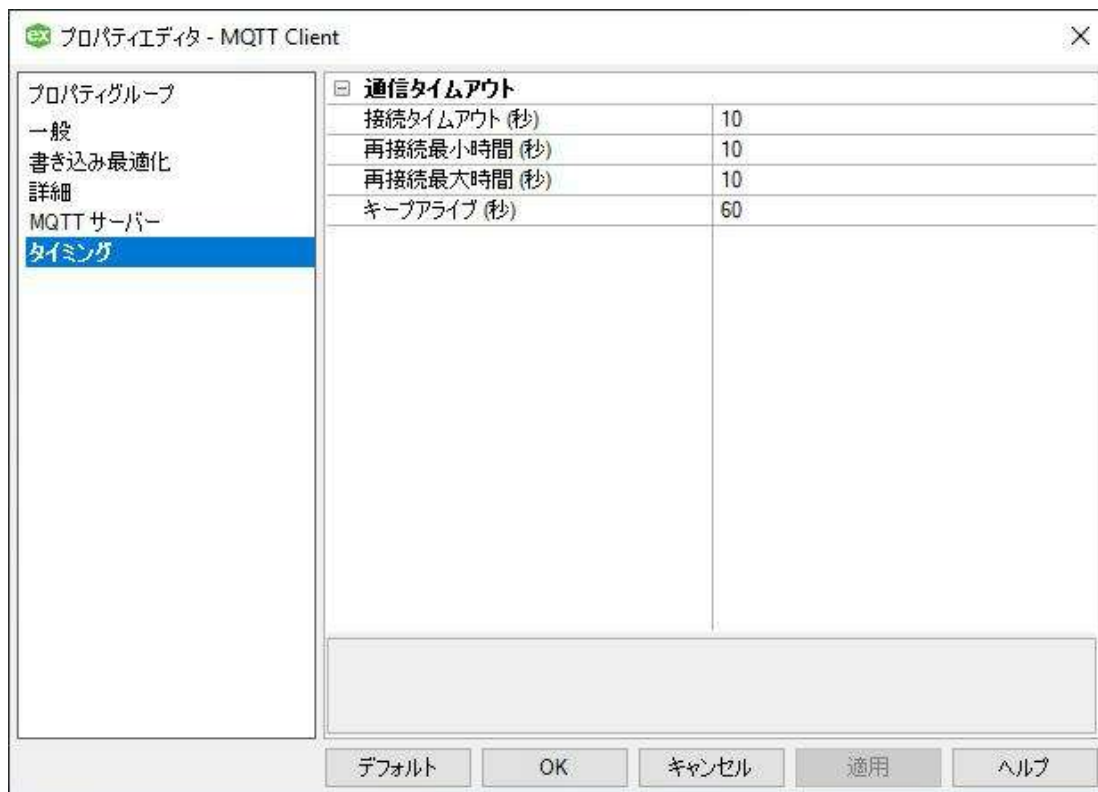 ex プロパティエディタ - MQTT Client
プロパティグループ
一般
書き込み最適化
詳細
MQTT サーバー
タイミング
通信タイムアウト
接続タイムアウト (秒) 10
再接続最小時間 (秒) 10
再接続最大時間 (秒) 10
キープアライブ (秒) 60
デフォルト OK キャンセル 適用 ヘルプ